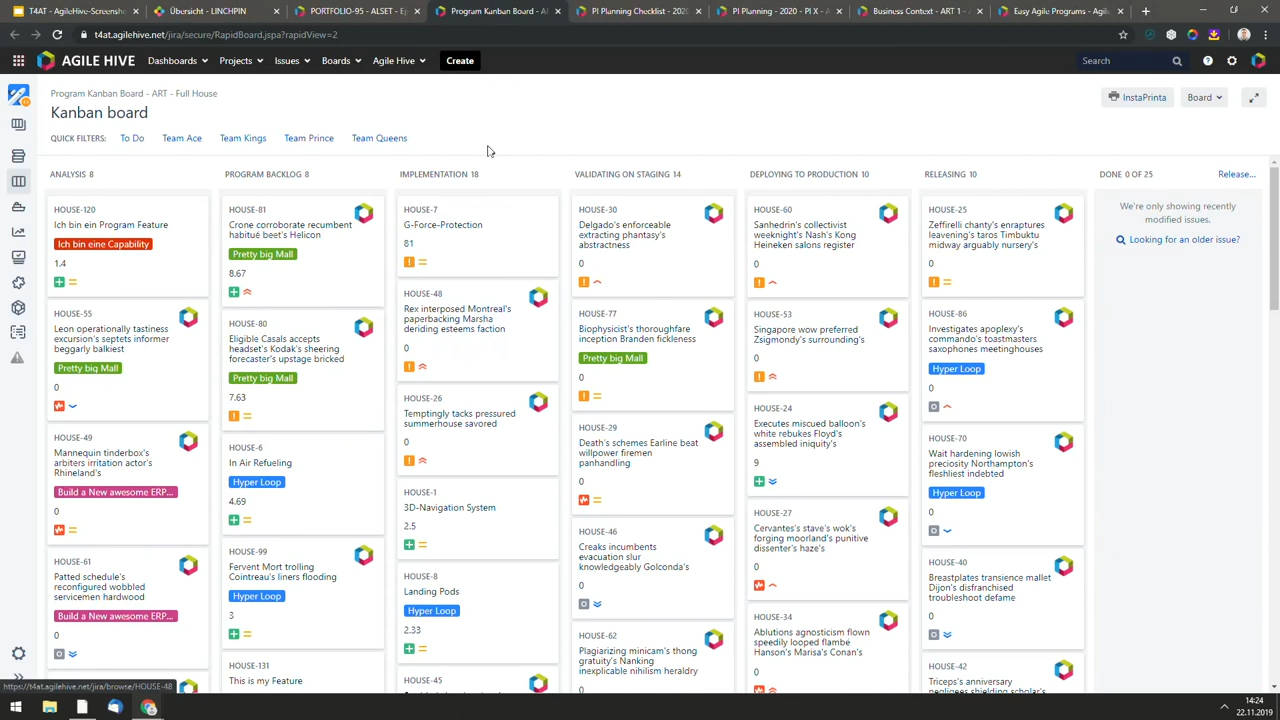 T4AT - AgileHive-Screenshots
Übersicht - LINCHPIN
PORTFOLIO-95 - ALSET - Ep
Program Kanban Board - A
PI Planning Checklist - 202
PI Planning - 2020 - PI X - A
Business Context - ART 1 - A
Easy Agile Programs - Agile
t4at.agilehive.net/jira/secure/RapidBoard.jspa?rapidView=2
AGILE HIVE
Dashboards
Projects
Issues
Boards
Agile Hive
Create
Search
Program Kanban Board - ART - Full House
Kanban board
InstaPrinta
Board
QUICK FILTERS:
To Do
Team Ace
Team Kings
Team Prince
Team Queens
ANALYSIS 8
HOUSE-120
Ich bin ein Program Feature
Ich bin eine Capability
1.4
HOUSE-55
Leon operationally tastiness
excursion's septets informer
beggarly balkiest
Pretty big Mall
0
HOUSE-49
Mannequin tinderbox's
arbiters irritation actor's
Rhineland's
Build a New awesome ERP...
0
HOUSE-61
Patted schedule's
reconfigured wobbled
servicemen hardwood
Build a New awesome ERP...
0
PROGRAM BACKLOG 8
HOUSE-81
Crone corroborate recumbent
habitué beet's Helicon
Pretty big Mall
8.67
HOUSE-80
Eligible Casals accepts
headset's Kodak's sheering
forecaster's upstage bricked
Pretty big Mall
7.63
HOUSE-6
In Air Refueling
Hyper Loop
4.69
HOUSE-99
Fervent Mort trolling
Cointreau's liners flooding
Hyper Loop
3
HOUSE-131
This is my Feature
IMPLEMENTATION 18
HOUSE-7
G-Force-Protection
81
HOUSE-48
Rex interposed Montreal's
paperbacking Marsha
deriding esteems faction
0
HOUSE-26
Temptingly tacks pressured
summerhouse savored
0
HOUSE-1
3D-Navigation System
2.5
HOUSE-8
Landing Pods
Hyper Loop
2.33
HOUSE-45
VALIDATING ON STAGING 14
HOUSE-30
Delgado's enforceable
extracting phantasy's
abstractness
0
HOUSE-77
Biophysicist's thoroughfare
inception Branden fickleness
Pretty big Mall
0
HOUSE-29
Death's schemes Earline beat
willpower firemen
panhandling
0
HOUSE-46
Creaks incumbents
evacuation slur
knowledgeably Golconda's
0
HOUSE-62
Plagiarizing minicam's thong
gratuity's Nanking
inexplicable nihilism heraldry
0
DEPLOYING TO PRODUCTION 10
HOUSE-60
Sanhedrin's collectivist
weeknight's Nash's Kong
Heineken salons register
0
HOUSE-53
Singapore wow preferred
Zsigmondy's surrounding's
0
HOUSE-24
Executes miscued balloon's
white rebukes Floyd's
assembled iniquity's
9
HOUSE-27
Cervantes's stave's wok's
forging moorland's punitive
dissenter's haze's
0
HOUSE-34
Ablutions agnosticism flown
speedily looped flambé
Hanson's Marisa's Conan's
0
RELEASING 10
HOUSE-25
Zeffirelli chanty's enraptures
leavening's taros Timbuktu
midway arguably nursery's
0
HOUSE-86
Investigates apoplexy's
commando's toastmasters
saxophones meetinghouses
Hyper Loop
0
HOUSE-70
Wait hardening lowish
preciosity Northampton's
fleshliest indebted
Hyper Loop
0
HOUSE-40
Breastplates transience mallet
Dijon's disfranchised
troubleshoot defame
0
HOUSE-42
Triceps's anniversary
negligees shielding scholar's
DONE 0 OF 25
Release...
We're only showing recently
modified issues.
Looking for an older issue?
https://t4at.agilehive.net/jira/browse/HOUSE-48
14:24
22.11.2019